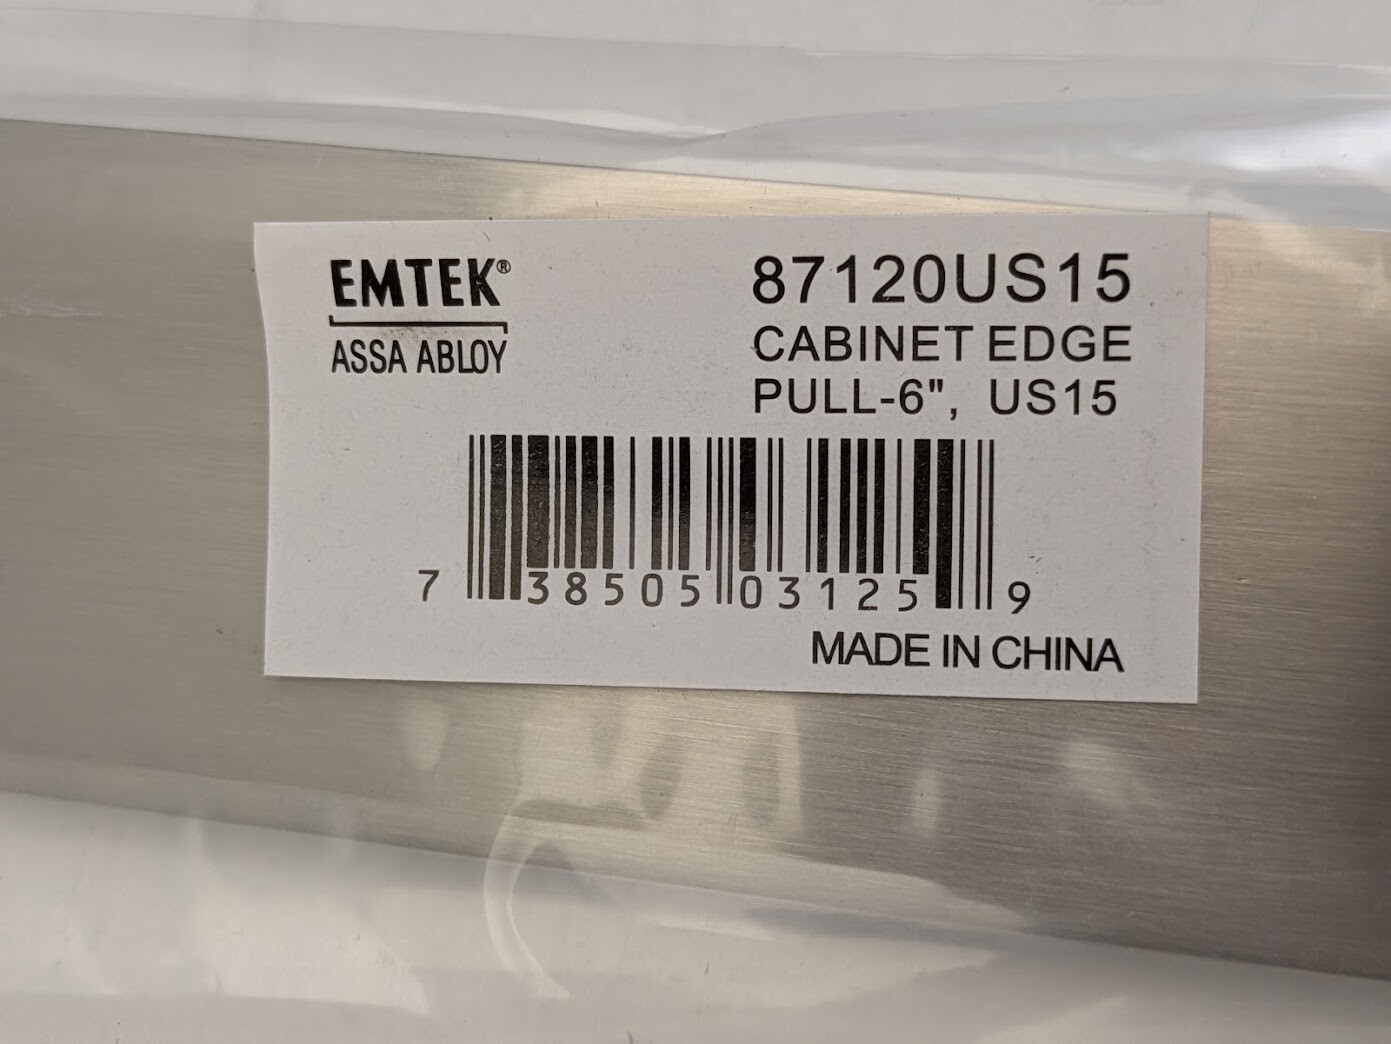 EMTEK®
ASSA ABLOY
87120US15
CABINET EDGE
PULL-6", US15
7 38505 03125 9
MADE IN CHINA